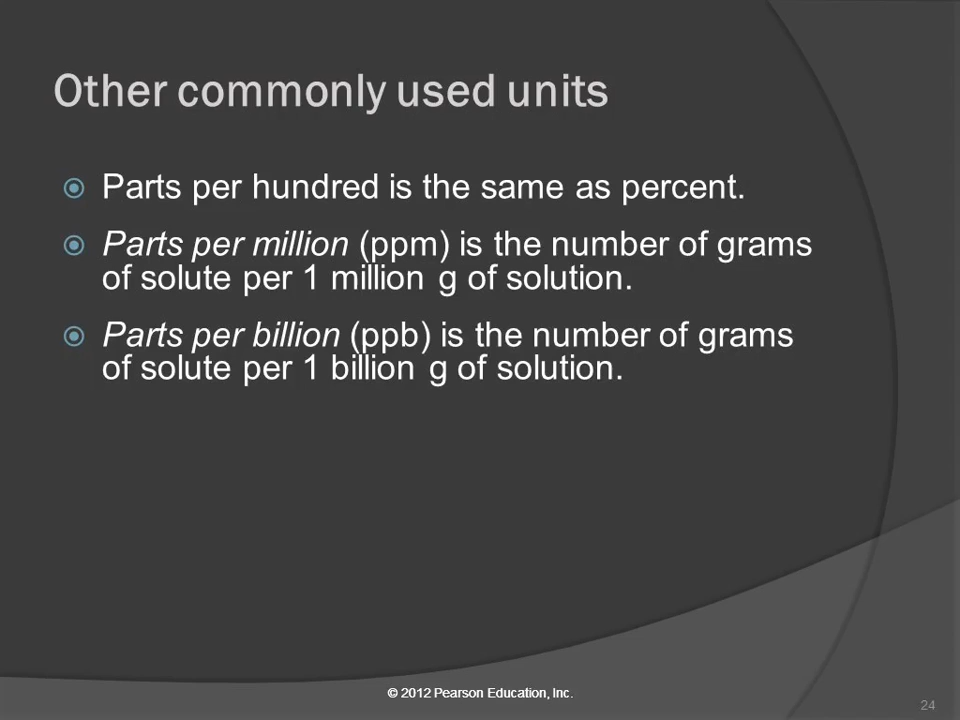 Other commonly used units
Parts per hundred is the same as percent.
Parts per million (ppm) is the number of grams
of solute per 1 million g of solution.
Parts per billion (ppb) is the number of grams
of solute per 1 billion g of solution.
© 2012 Pearson Education, Inc.
24